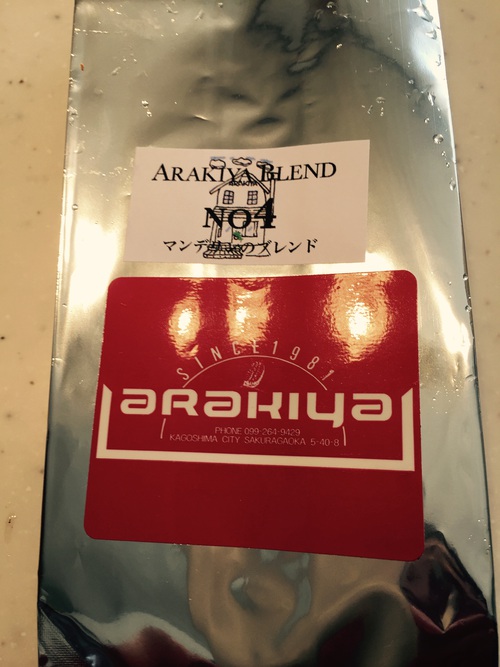 ARAKIYA BLEND
NO4
マンデリンのブレンド
SINCE 1981
arakiya
PHONE 099-264-9429
KAGOSHIMA CITY SAKURAGAOKA 5-40-8